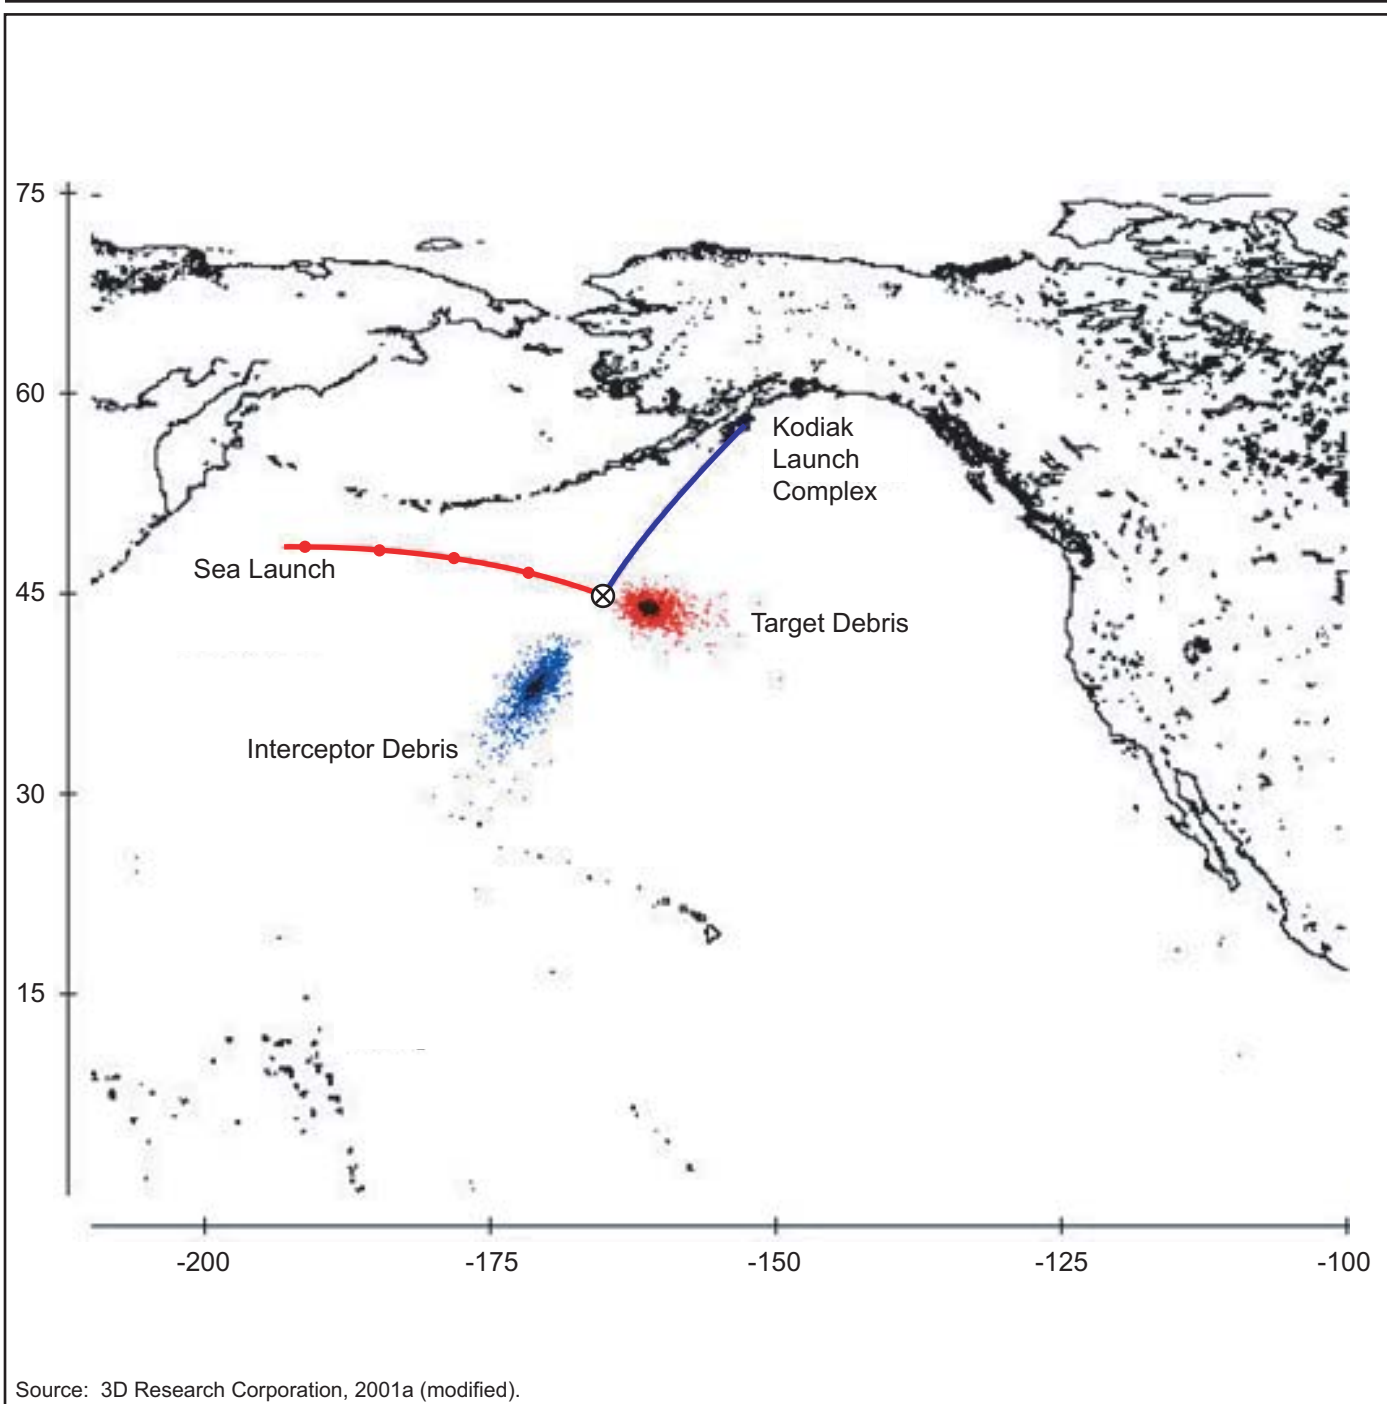 75
60
Kodiak
Launch
Complex
Sea Launch
45
Target Debris
Interceptor Debris
30
15
-200
-175
-150
-125
-100
Source:  3D Research Corporation, 2001a (modified).